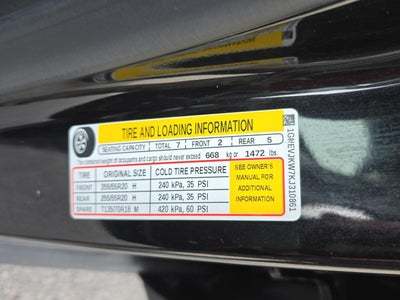 TIRE AND LOADING INFORMATION
SEATING CAPACITY TOTAL 7 FRONT 2 REAR 5
The combined weight of occupants and cargo should never exceed 668 kg or 1472 lbs.
TIRE ORIGINAL SIZE COLD TIRE PRESSURE
FRONT 255/55R20 H 240 kPa, 35 PSI
REAR 255/55R20 H 240 kPa, 35 PSI
SPARE T135/70R18 M 420 kPa, 60 PSI
SEE OWNER'S
MANUAL FOR
ADDITIONAL
INFORMATION
1GNEVJKW7KJ310861